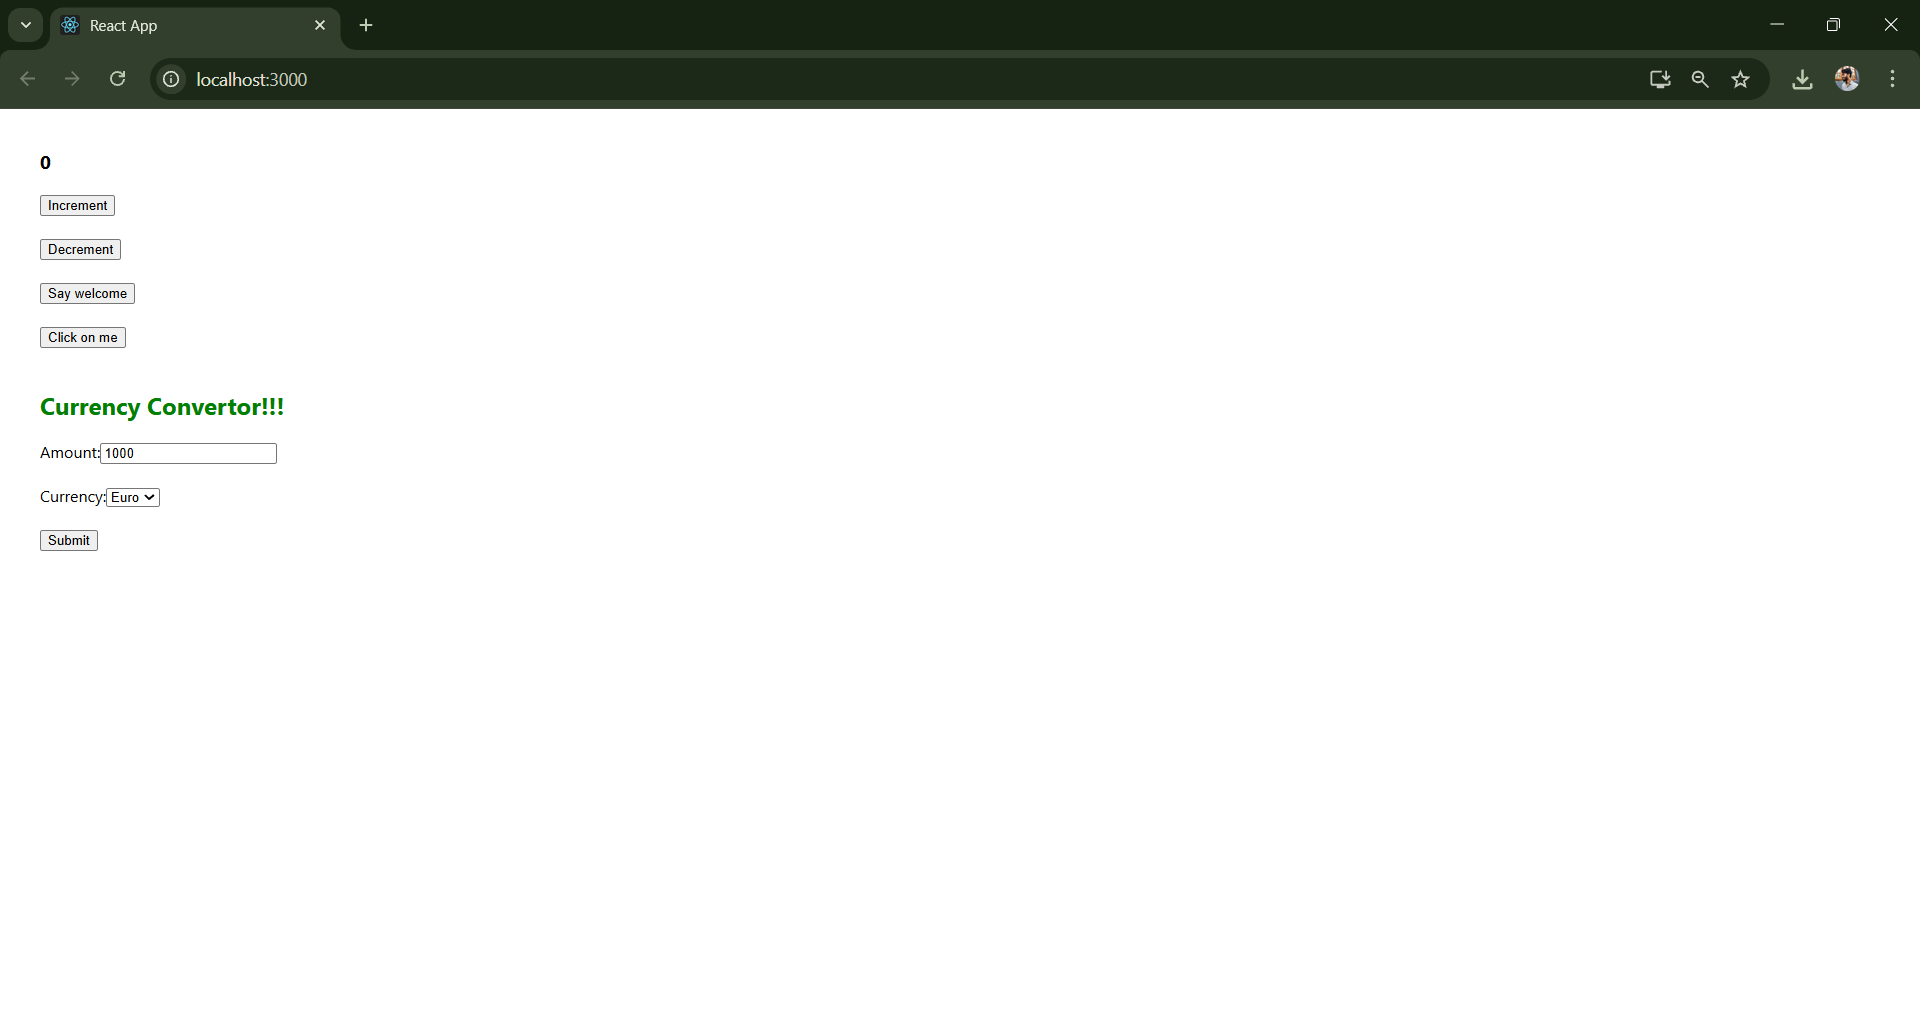 React App
localhost:3000
0
Increment
Decrement
Say welcome
Click on me
Currency Convertor!!!
Amount: 1000
Currency: Euro
Submit